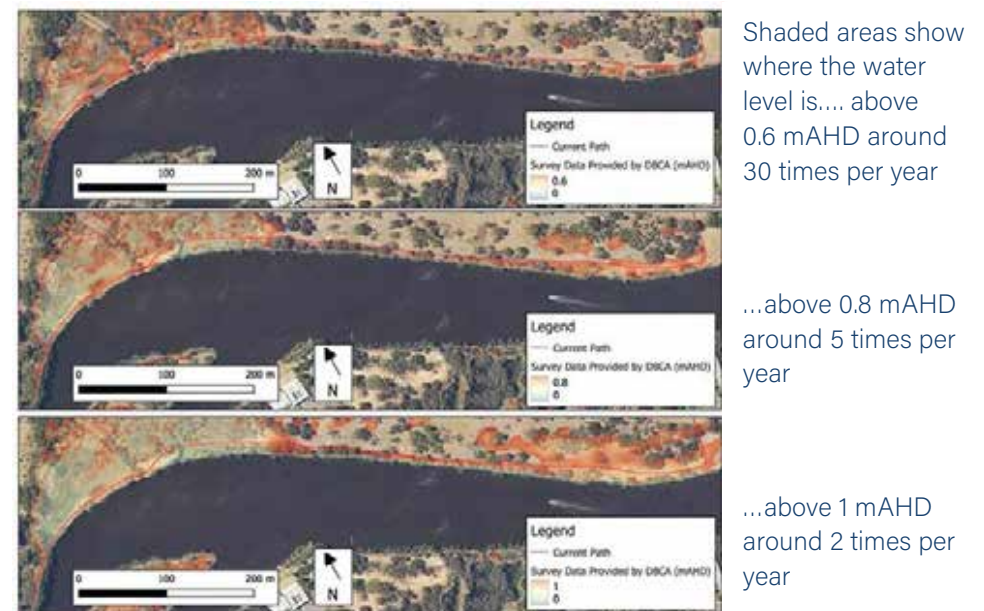 Shaded areas show
where the water
level is.... above
0.6 mAHD around
30 times per year
Legend
Current Path
Survey Data Provided by DBCA (mAHD)
0.6
0
0 100 200 m
N
...above 0.8 mAHD
around 5 times per
year
Legend
Current Path
Survey Data Provided by DBCA (mAHD)
0.8
0
0 100 200 m
N
...above 1 mAHD
around 2 times per
year
Legend
Current Path
Survey Data Provided by DBCA (mAHD)
1
0
0 100 200 m
N